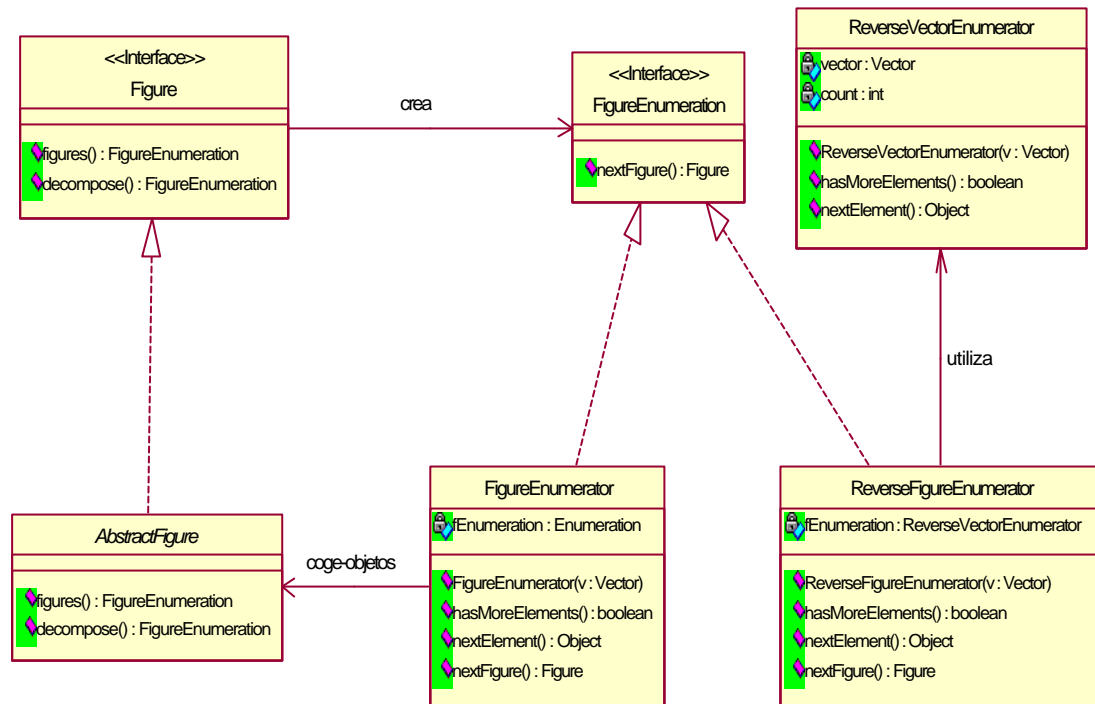 <<Interface>>
Figure
figures() : FigureEnumeration
decompose() : FigureEnumeration
crea
<<Interface>>
FigureEnumeration
nextFigure() : Figure
ReverseVectorEnumerator
vector : Vector
count : int
ReverseVectorEnumerator(v : Vector)
hasMoreElements() : boolean
nextElement() : Object
utiliza
AbstractFigure
figures() : FigureEnumeration
decompose() : FigureEnumeration
coge-objetos
FigureEnumerator
fEnumeration : Enumeration
FigureEnumerator(v : Vector)
hasMoreElements() : boolean
nextElement() : Object
nextFigure() : Figure
ReverseFigureEnumerator
fEnumeration : ReverseVectorEnumerator
ReverseFigureEnumerator(v : Vector)
hasMoreElements() : boolean
nextElement() : Object
nextFigure() : Figure